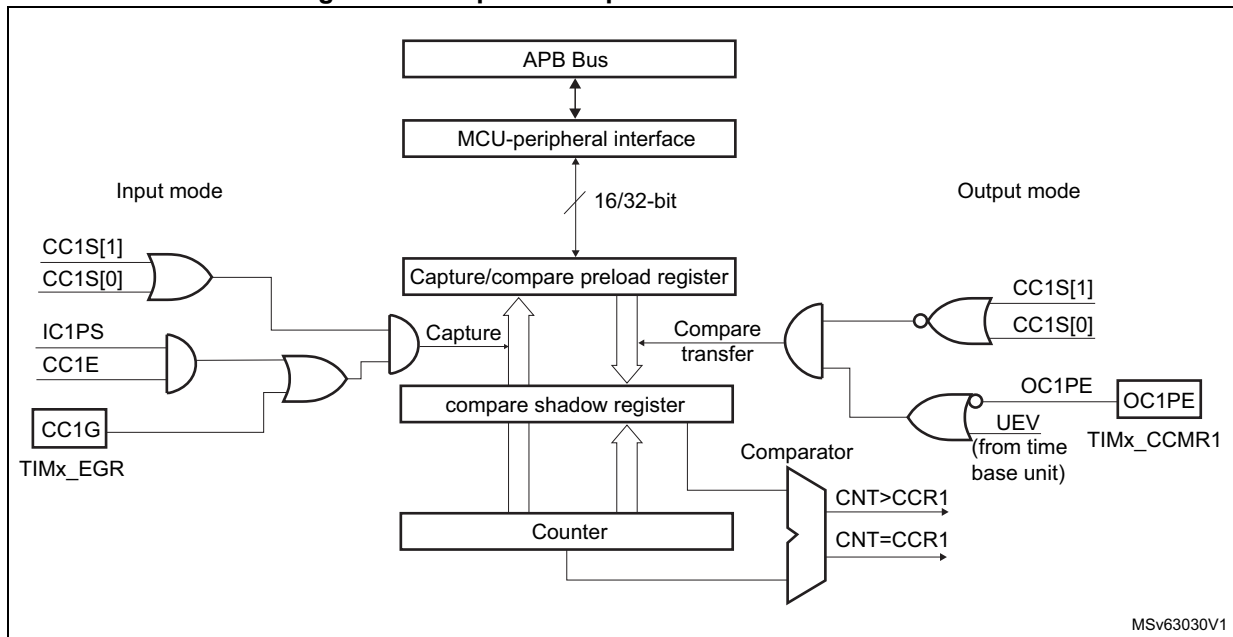 APB Bus
MCU-peripheral interface
Input mode
16/32-bit
Output mode
CC1S[1]
CC1S[0]
Capture/compare preload register
CC1S[1]
CC1S[0]
IC1PS
CC1E
Capture
Compare
transfer
CC1G
TIMx_EGR
compare shadow register
OC1PE
OC1PE
UEV
(from time
base unit)
TIMx_CCMR1
Comparator
CNT>CCR1
Counter
CNT=CCR1
MSv63030V1